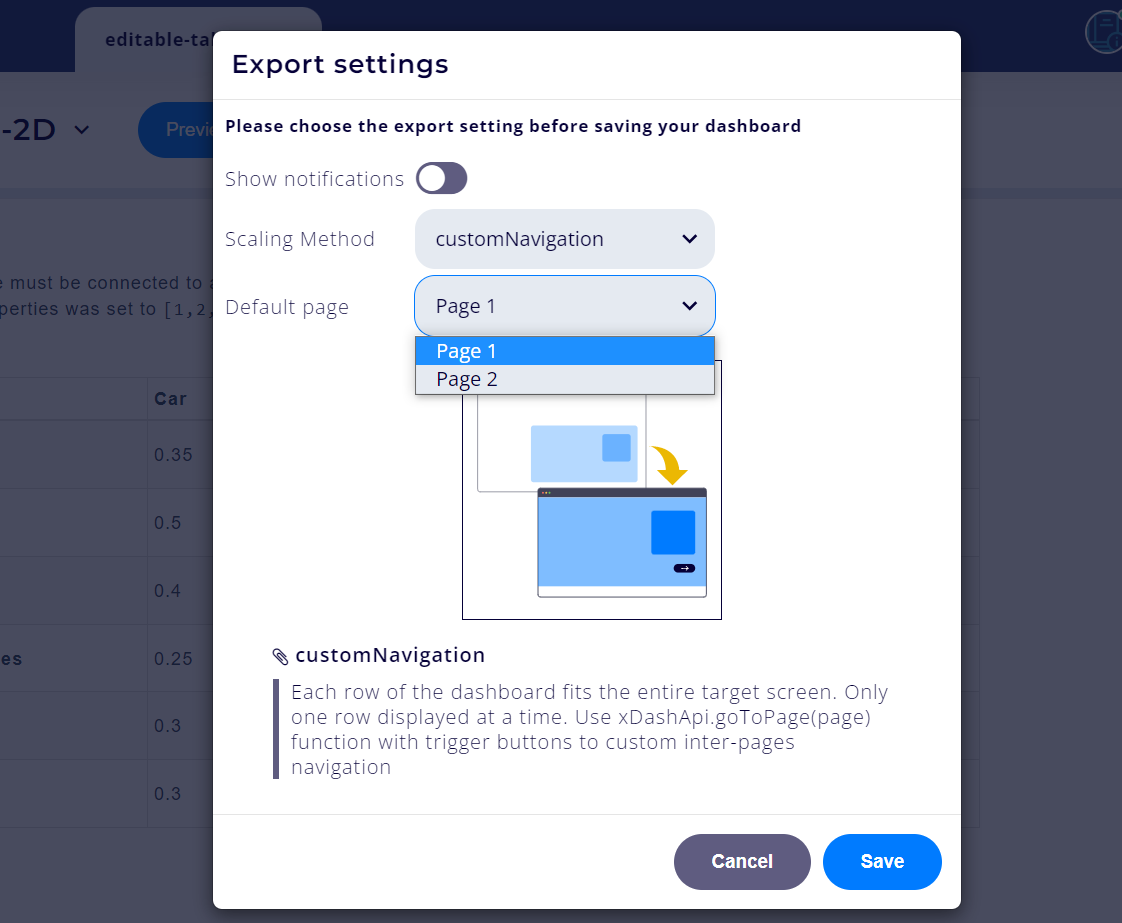 editable-ta
Export settings
-2D
Previ
Please choose the export setting before saving your dashboard
Show notifications
Scaling Method
customNavigation
e must be connected to a
perties was set to [1,2,
Default page
Page 1
Page 1
Page 2
Car
0.35
0.5
0.4
es
0.25
0.3
0.3
customNavigation
Each row of the dashboard fits the entire target screen. Only
one row displayed at a time. Use xDashApi.goToPage(page)
function with trigger buttons to custom inter-pages
navigation
Cancel
Save